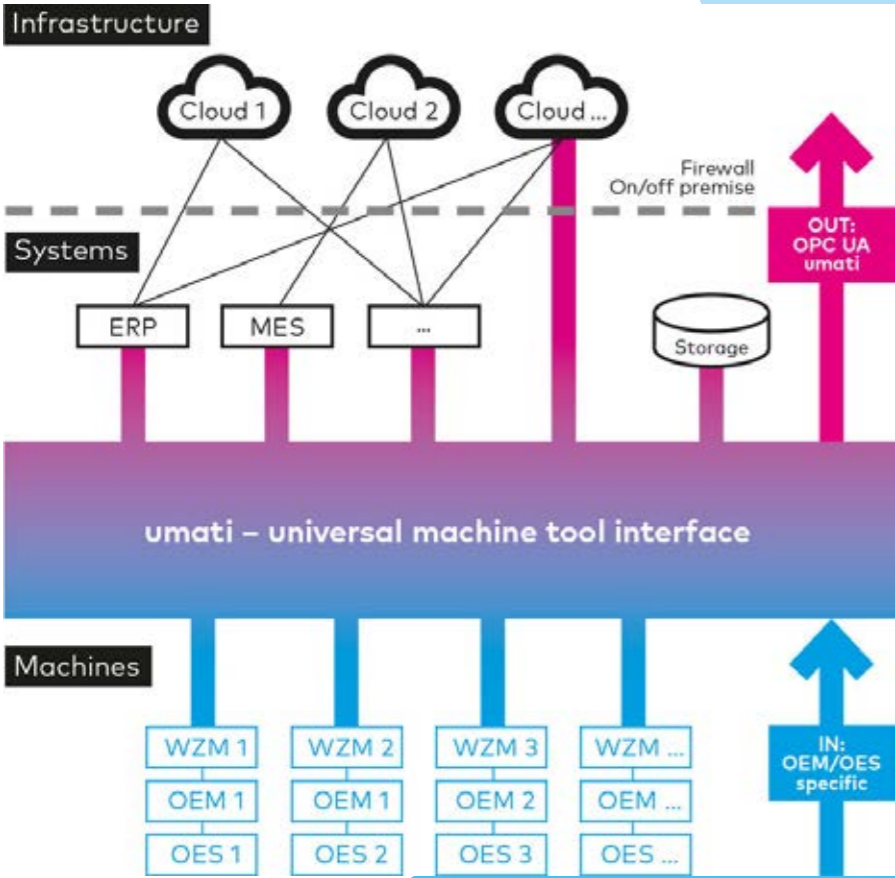 Infrastructure
Cloud 1
Cloud 2
Cloud ...
Firewall
On/off premise
OUT:
OPC UA
umati
Systems
ERP
MES
...
Storage
umati – universal machine tool interface
Machines
WZM 1
WZM 2
WZM 3
WZM ...
OEM 1
OEM 1
OEM 2
OEM ...
OES 1
OES 2
OES 3
OES ...
IN:
OEM/OES
specific